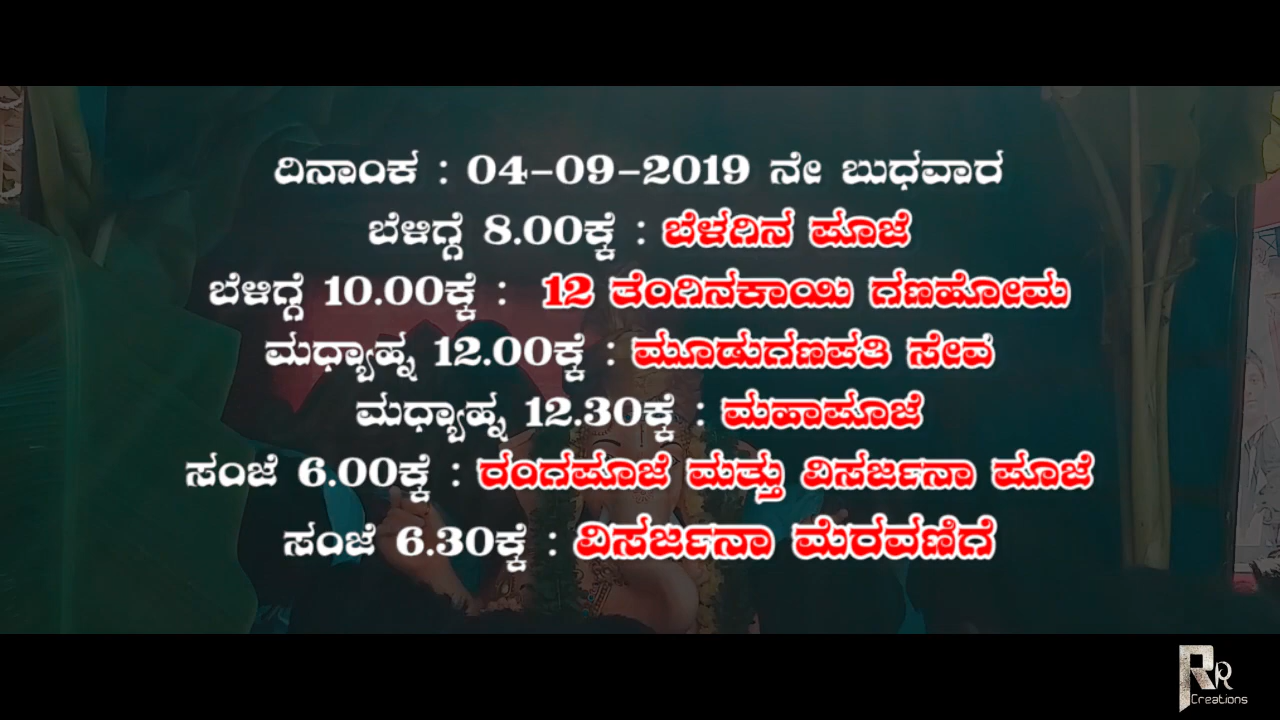 ದಿನಾಂಕ : 04-09-2019 ನೇ ಬುಧವಾರ
ಬೆಳಿಗ್ಗೆ 8.00ಕ್ಕೆ : ಬೆಳಗಿನ ಪೂಜೆ
ಬೆಳಿಗ್ಗೆ 10.00ಕ್ಕೆ : 12 ತೆಂಗಿನಕಾಯಿ ಗಣಹೋಮ
ಮಧ್ಯಾಹ್ನ 12.00ಕ್ಕೆ : ಮೂಡುಗಣಪತಿ ಸೇವೆ
ಮಧ್ಯಾಹ್ನ 12.30ಕ್ಕೆ : ಮಹಾಪೂಜೆ
ಸಂಜೆ 6.00ಕ್ಕೆ : ರಂಗಪೂಜೆ ಮತ್ತು ವಿಸರ್ಜನಾ ಪೂಜೆ
ಸಂಜೆ 6.30ಕ್ಕೆ : ವಿಸರ್ಜನಾ ಮೆರವಣಿಗೆ
RR
Creations